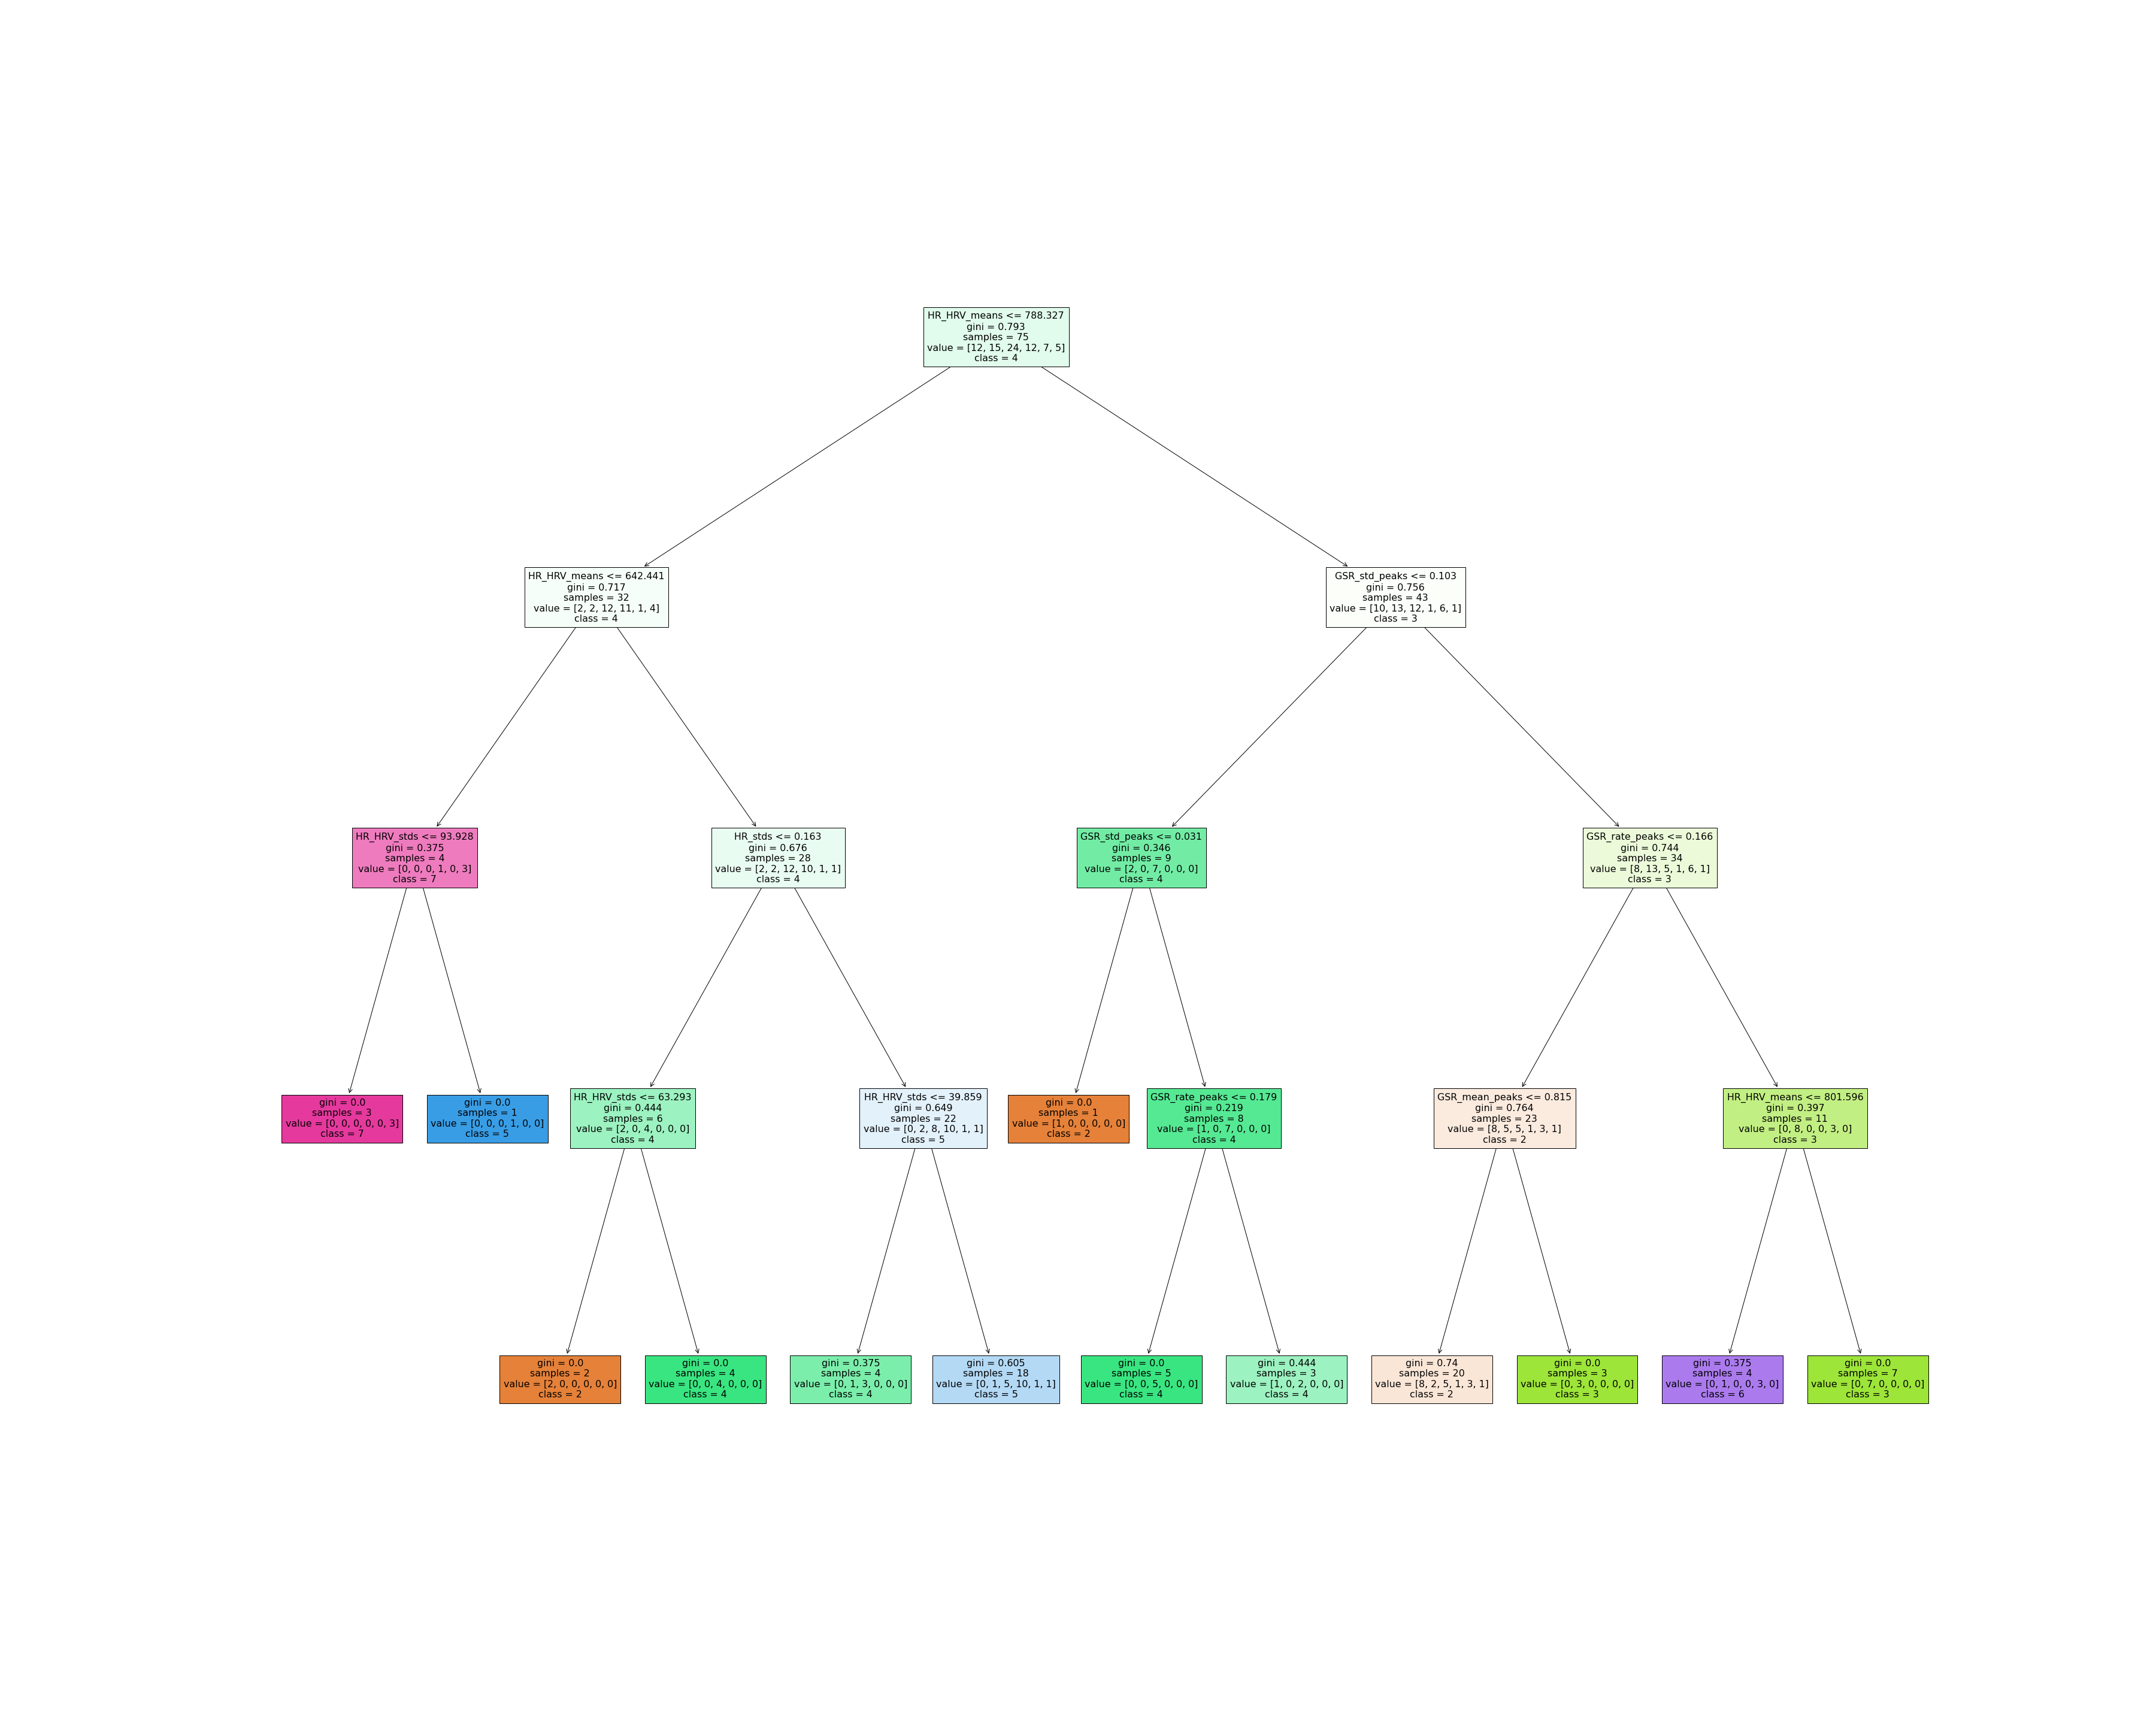 HR_HRV_means <= 788.327
gini = 0.793
samples = 75
value = [12, 15, 24, 12, 7, 5]
class = 4
HR_HRV_means <= 642.441
gini = 0.717
samples = 32
value = [2, 2, 12, 11, 1, 4]
class = 4
GSR_std_peaks <= 0.103
gini = 0.756
samples = 43
value = [10, 13, 12, 1, 6, 1]
class = 3
HR_HRV_stds <= 93.928
gini = 0.375
samples = 4
value = [0, 0, 0, 1, 0, 3]
class = 7
HR_stds <= 0.163
gini = 0.676
samples = 28
value = [2, 2, 12, 10, 1, 1]
class = 4
GSR_std_peaks <= 0.031
gini = 0.346
samples = 9
value = [2, 0, 7, 0, 0, 0]
class = 4
GSR_rate_peaks <= 0.166
gini = 0.744
samples = 34
value = [8, 13, 5, 1, 6, 1]
class = 3
gini = 0.0
samples = 3
value = [0, 0, 0, 0, 0, 3]
class = 7
gini = 0.0
samples = 1
value = [0, 0, 0, 1, 0, 0]
class = 5
HR_HRV_stds <= 63.293
gini = 0.444
samples = 6
value = [2, 0, 4, 0, 0, 0]
class = 4
HR_HRV_stds <= 39.859
gini = 0.649
samples = 22
value = [0, 2, 8, 10, 1, 1]
class = 5
gini = 0.0
samples = 1
value = [1, 0, 0, 0, 0, 0]
class = 2
GSR_rate_peaks <= 0.179
gini = 0.219
samples = 8
value = [1, 0, 7, 0, 0, 0]
class = 4
GSR_mean_peaks <= 0.815
gini = 0.764
samples = 23
value = [8, 5, 5, 1, 3, 1]
class = 2
HR_HRV_means <= 801.596
gini = 0.397
samples = 11
value = [0, 8, 0, 0, 3, 0]
class = 3
gini = 0.0
samples = 2
value = [2, 0, 0, 0, 0, 0]
class = 2
gini = 0.0
samples = 4
value = [0, 0, 4, 0, 0, 0]
class = 4
gini = 0.375
samples = 4
value = [0, 1, 3, 0, 0, 0]
class = 4
gini = 0.605
samples = 18
value = [0, 1, 5, 10, 1, 1]
class = 5
gini = 0.0
samples = 5
value = [0, 0, 5, 0, 0, 0]
class = 4
gini = 0.444
samples = 3
value = [1, 0, 2, 0, 0, 0]
class = 4
gini = 0.74
samples = 20
value = [8, 2, 5, 1, 3, 1]
class = 2
gini = 0.0
samples = 3
value = [0, 3, 0, 0, 0, 0]
class = 3
gini = 0.375
samples = 4
value = [0, 1, 0, 0, 3, 0]
class = 6
gini = 0.0
samples = 7
value = [0, 7, 0, 0, 0, 0]
class = 3